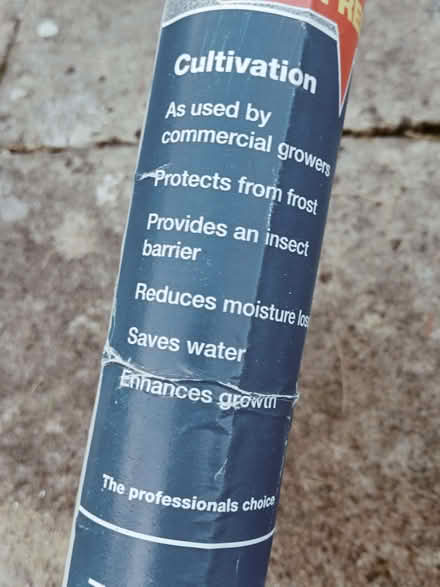 Cultivation
As used by
commercial growers
Protects from frost
Provides an insect
barrier
Reduces moisture
Saves water
Enhances growth
The professionals choice